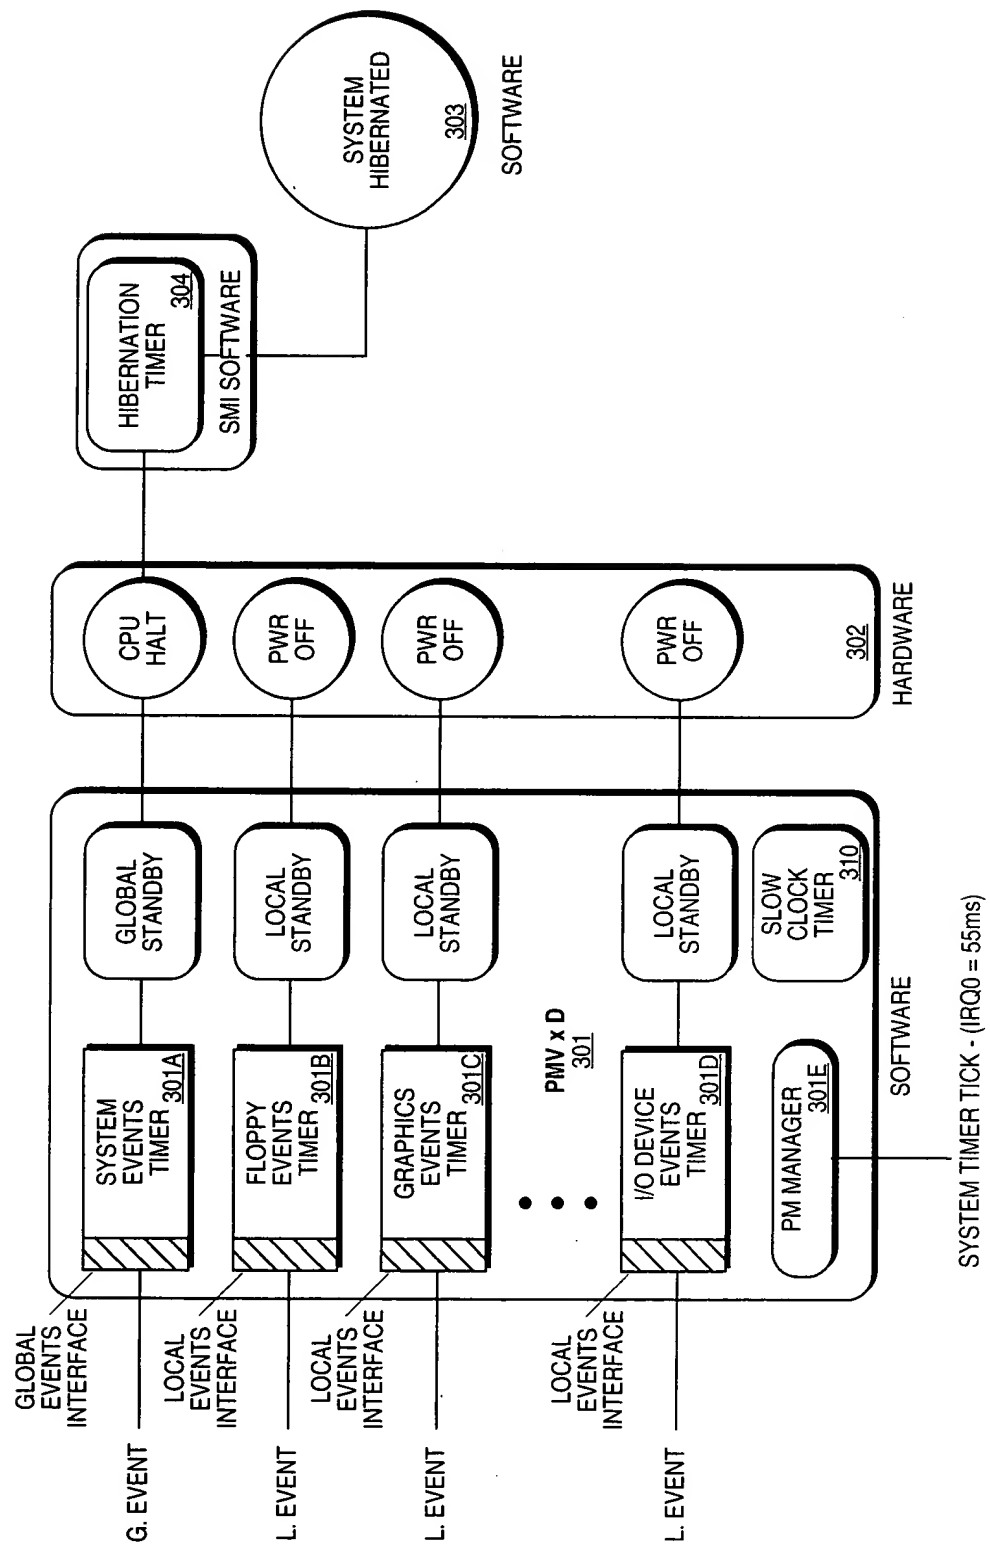 G. EVENT
GLOBAL
EVENTS
INTERFACE
SYSTEM
EVENTS
TIMER
301A
GLOBAL
STANDBY
CPU
HALT
HIBERNATION
TIMER
304
SMI SOFTWARE
SYSTEM
HIBERNATED
303
SOFTWARE
L. EVENT
LOCAL
EVENTS
INTERFACE
FLOPPY
EVENTS
TIMER
301B
LOCAL
STANDBY
PWR
OFF
L. EVENT
LOCAL
EVENTS
INTERFACE
GRAPHICS
EVENTS
TIMER
301C
LOCAL
STANDBY
PWR
OFF
PMV x D
301
L. EVENT
LOCAL
EVENTS
INTERFACE
I/O DEVICE
EVENTS
TIMER
301D
LOCAL
STANDBY
PWR
OFF
PM MANAGER
301E
SLOW
CLOCK
TIMER
310
302
SOFTWARE
HARDWARE
SYSTEM TIMER TICK - (IRQ0 = 55ms)